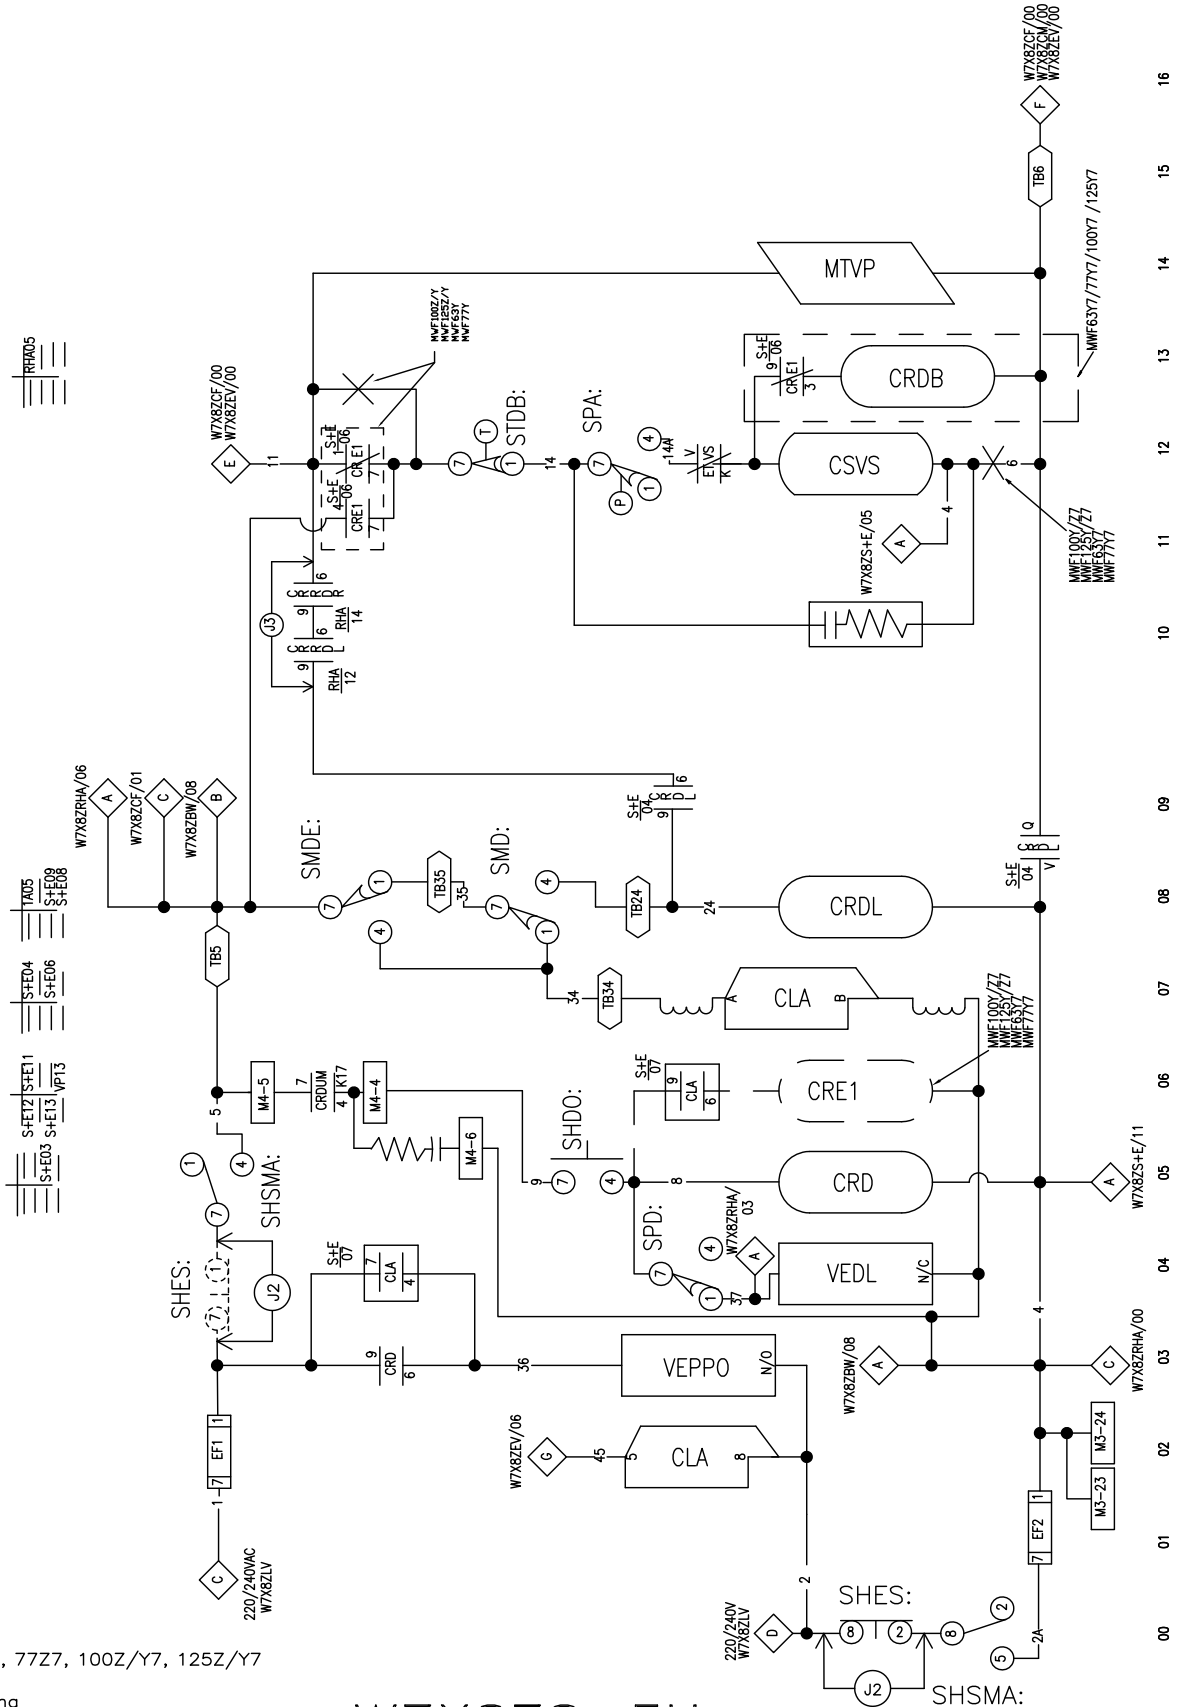 RHA05
1A05
S+E09
S+E08
S+E04
S+E06
S+E12
S+E11
S+E13
VP13
S+E03
W7X8ZCF/00
W7X8ZCM/00
W7X8ZEV/00
F
TB6
MWF63Y7/77Y7/100Y7 /125Y7
MTVP
W7X8ZCF/00
W7X8ZEV/00
E
11
MWF100Z/Y
MWF125Z/Y
MWF63Y
MWF77Y
S+E
06
1
CRE1
7
S+E
06
4
CRE1
7
7
T
1
STDB:
14
SPA:
7
P
1
4
14A
V
ET VS
K
CSVS
S+E
06
9
CRE1
3
CRDB
6
4
A
W7X8ZS+E/05
MWF100Y/Z7
MWF125Y/Z7
MWF63Y7
MWF77Y7
J3
9
CRRDR
6
RHA
14
9
CRRDL
6
RHA
12
W7X8ZRHA/06
A
W7X8ZCF/01
C
W7X8ZBW/08
B
TB5
SMDE:
7
1
4
TB35
35
SMD:
7
1
4
TB24
24
CRDL
S+E
04
9
CRDL
6
S+E
04
V
CRDL
Q
34
TB34
A
CLA
B
5
M4-5
7
CRDUM
4
K17
M4-4
M4-6
SHDO:
9
7
4
8
CRD
S+E
07
9
CLA
6
CRE1
MWF100Y/Z7
MWF125Y/Z7
MWF63Y7
MWF77Y7
SPD:
7
1
4
37
W7X8ZRHA/
03
A
VEDL
N/C
A
W7X8ZS+E/11
SHSMA:
1
4
7
SHES:
7
1
J2
S+E
07
7
CLA
4
9
CRD
6
36
VEPPO
N/O
W7X8ZBW/08
A
4
C
W7X8ZRHA/00
1
EF1
7
1
C
220/240VAC
W7X8ZLV
W7X8ZEV/06
G
45
5
CLA
8
2
M3-24
M3-23
1
EF2
7
2A
220/240V
W7X8ZLV
D
SHES:
8
2
8
2
5
J2
SHSMA:
00
01
02
03
04
05
06
07
08
09
10
11
12
13
14
15
16
, 77Z7, 100Z/Y7, 125Z/Y7